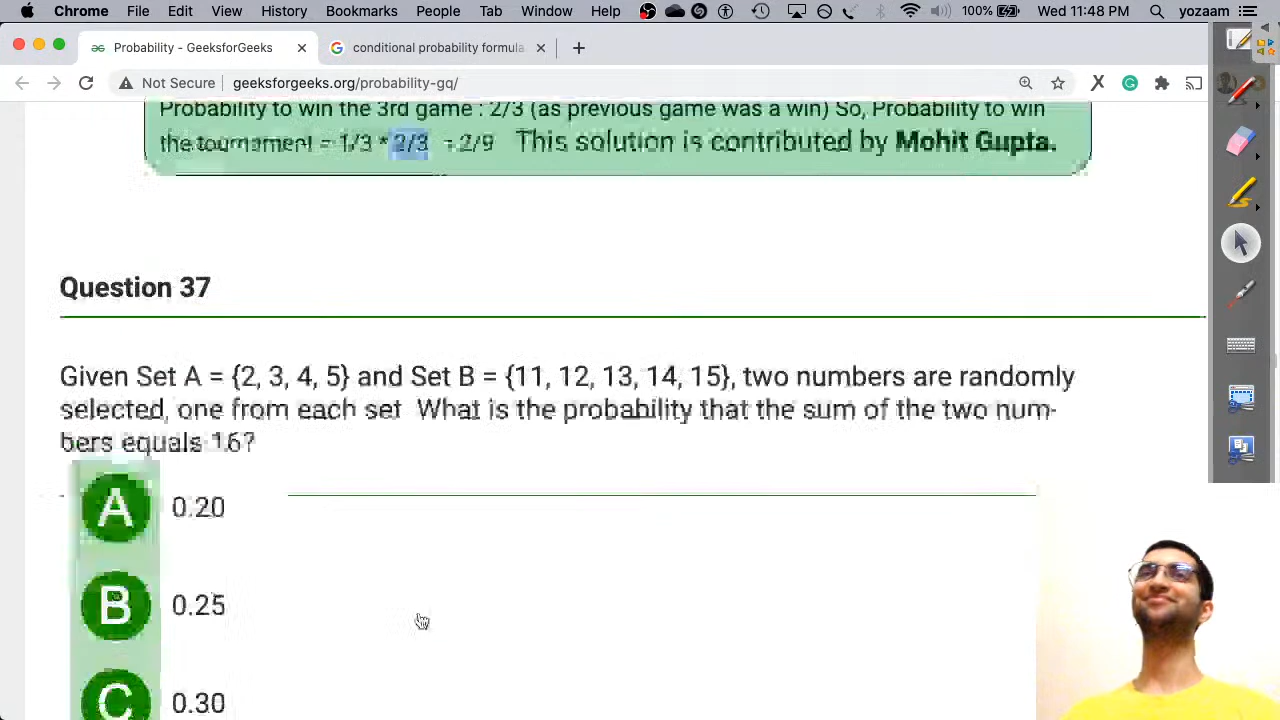 Chrome File Edit View History Bookmarks People Tab Window Help 100% Wed 11:48 PM yozaam
Probability - GeeksforGeeks conditional probability formula
Not Secure geeksforgeeks.org/probability-gq/
Probability to win the 3rd game : 2/3 (as previous game was a win) So, Probability to win
the tournament = 1/3 * 2/3 = 2/9 This solution is contributed by Mohit Gupta.
Question 37
Given Set A = {2, 3, 4, 5} and Set B = {11, 12, 13, 14, 15}, two numbers are randomly
selected, one from each set What is the probability that the sum of the two num-
bers equals 16?
A 0.20
B 0.25
C 0.30